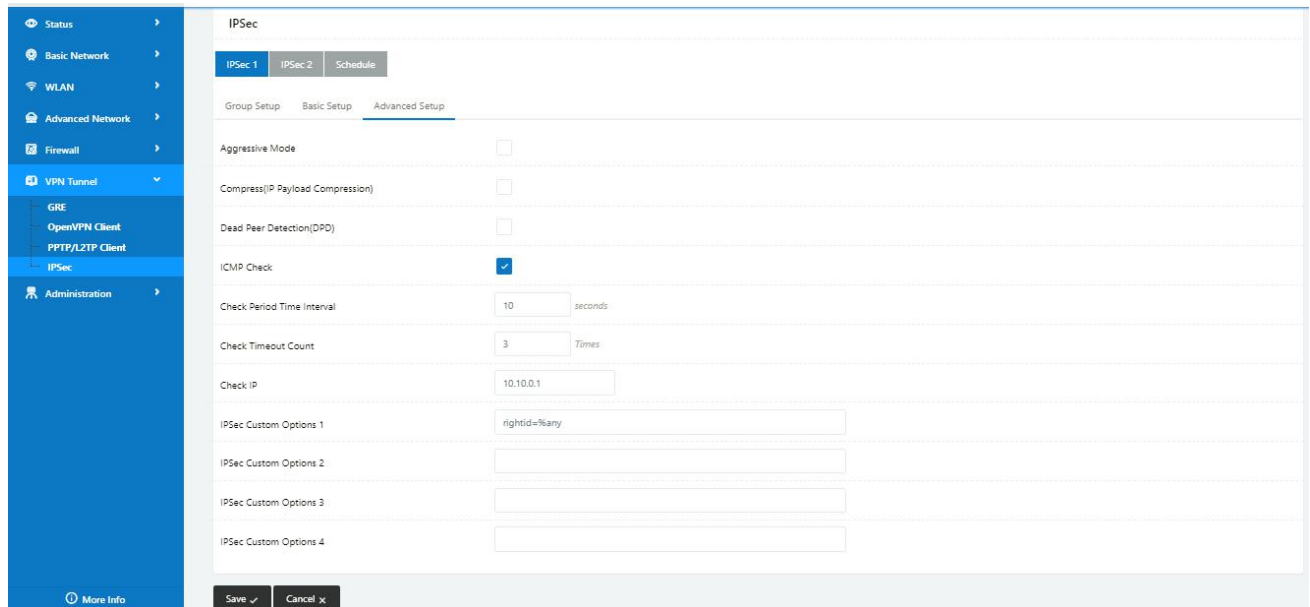 Status
Basic Network
WLAN
Advanced Network
Firewall
VPN Tunnel
GRE
OpenVPN Client
PPTP/L2TP Client
IPSec
Administration
More Info
IPSec
IPSec 1 IPSec 2 Schedule
Group Setup Basic Setup Advanced Setup
Aggressive Mode
Compress(IP Payload Compression)
Dead Peer Detection(DPD)
ICMP Check
Check Period Time Interval 10 seconds
Check Timeout Count 3 Times
Check IP 10.10.0.1
IPSec Custom Options 1 rightid=%any
IPSec Custom Options 2
IPSec Custom Options 3
IPSec Custom Options 4
Save Cancel